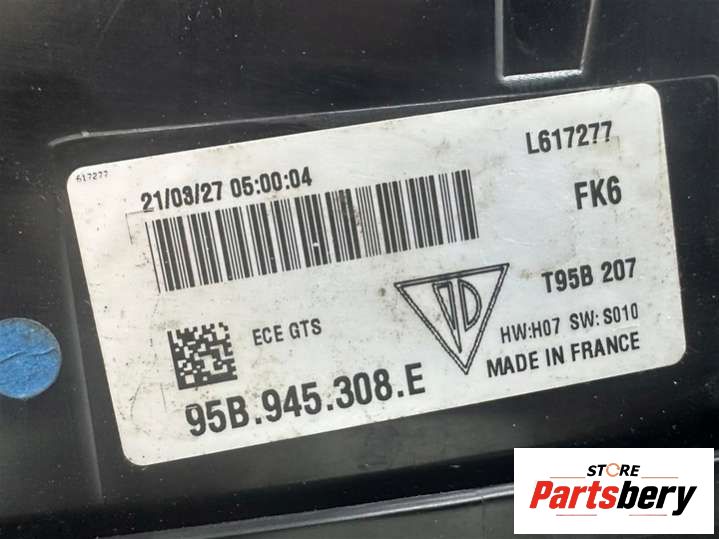 617277
L617277
21/03/27 05:00:04
FK6
T95B 207
ECE GTS
HW:H07 SW:S010
95B.945.308.E
MADE IN FRANCE
STORE
Partsbery